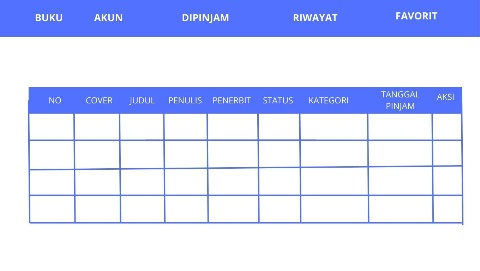 BUKU AKUN DIPINJAM RIWAYAT FAVORIT
NO COVER JUDUL PENULIS PENERBIT STATUS KATEGORI TANGGAL PINJAM AKSI